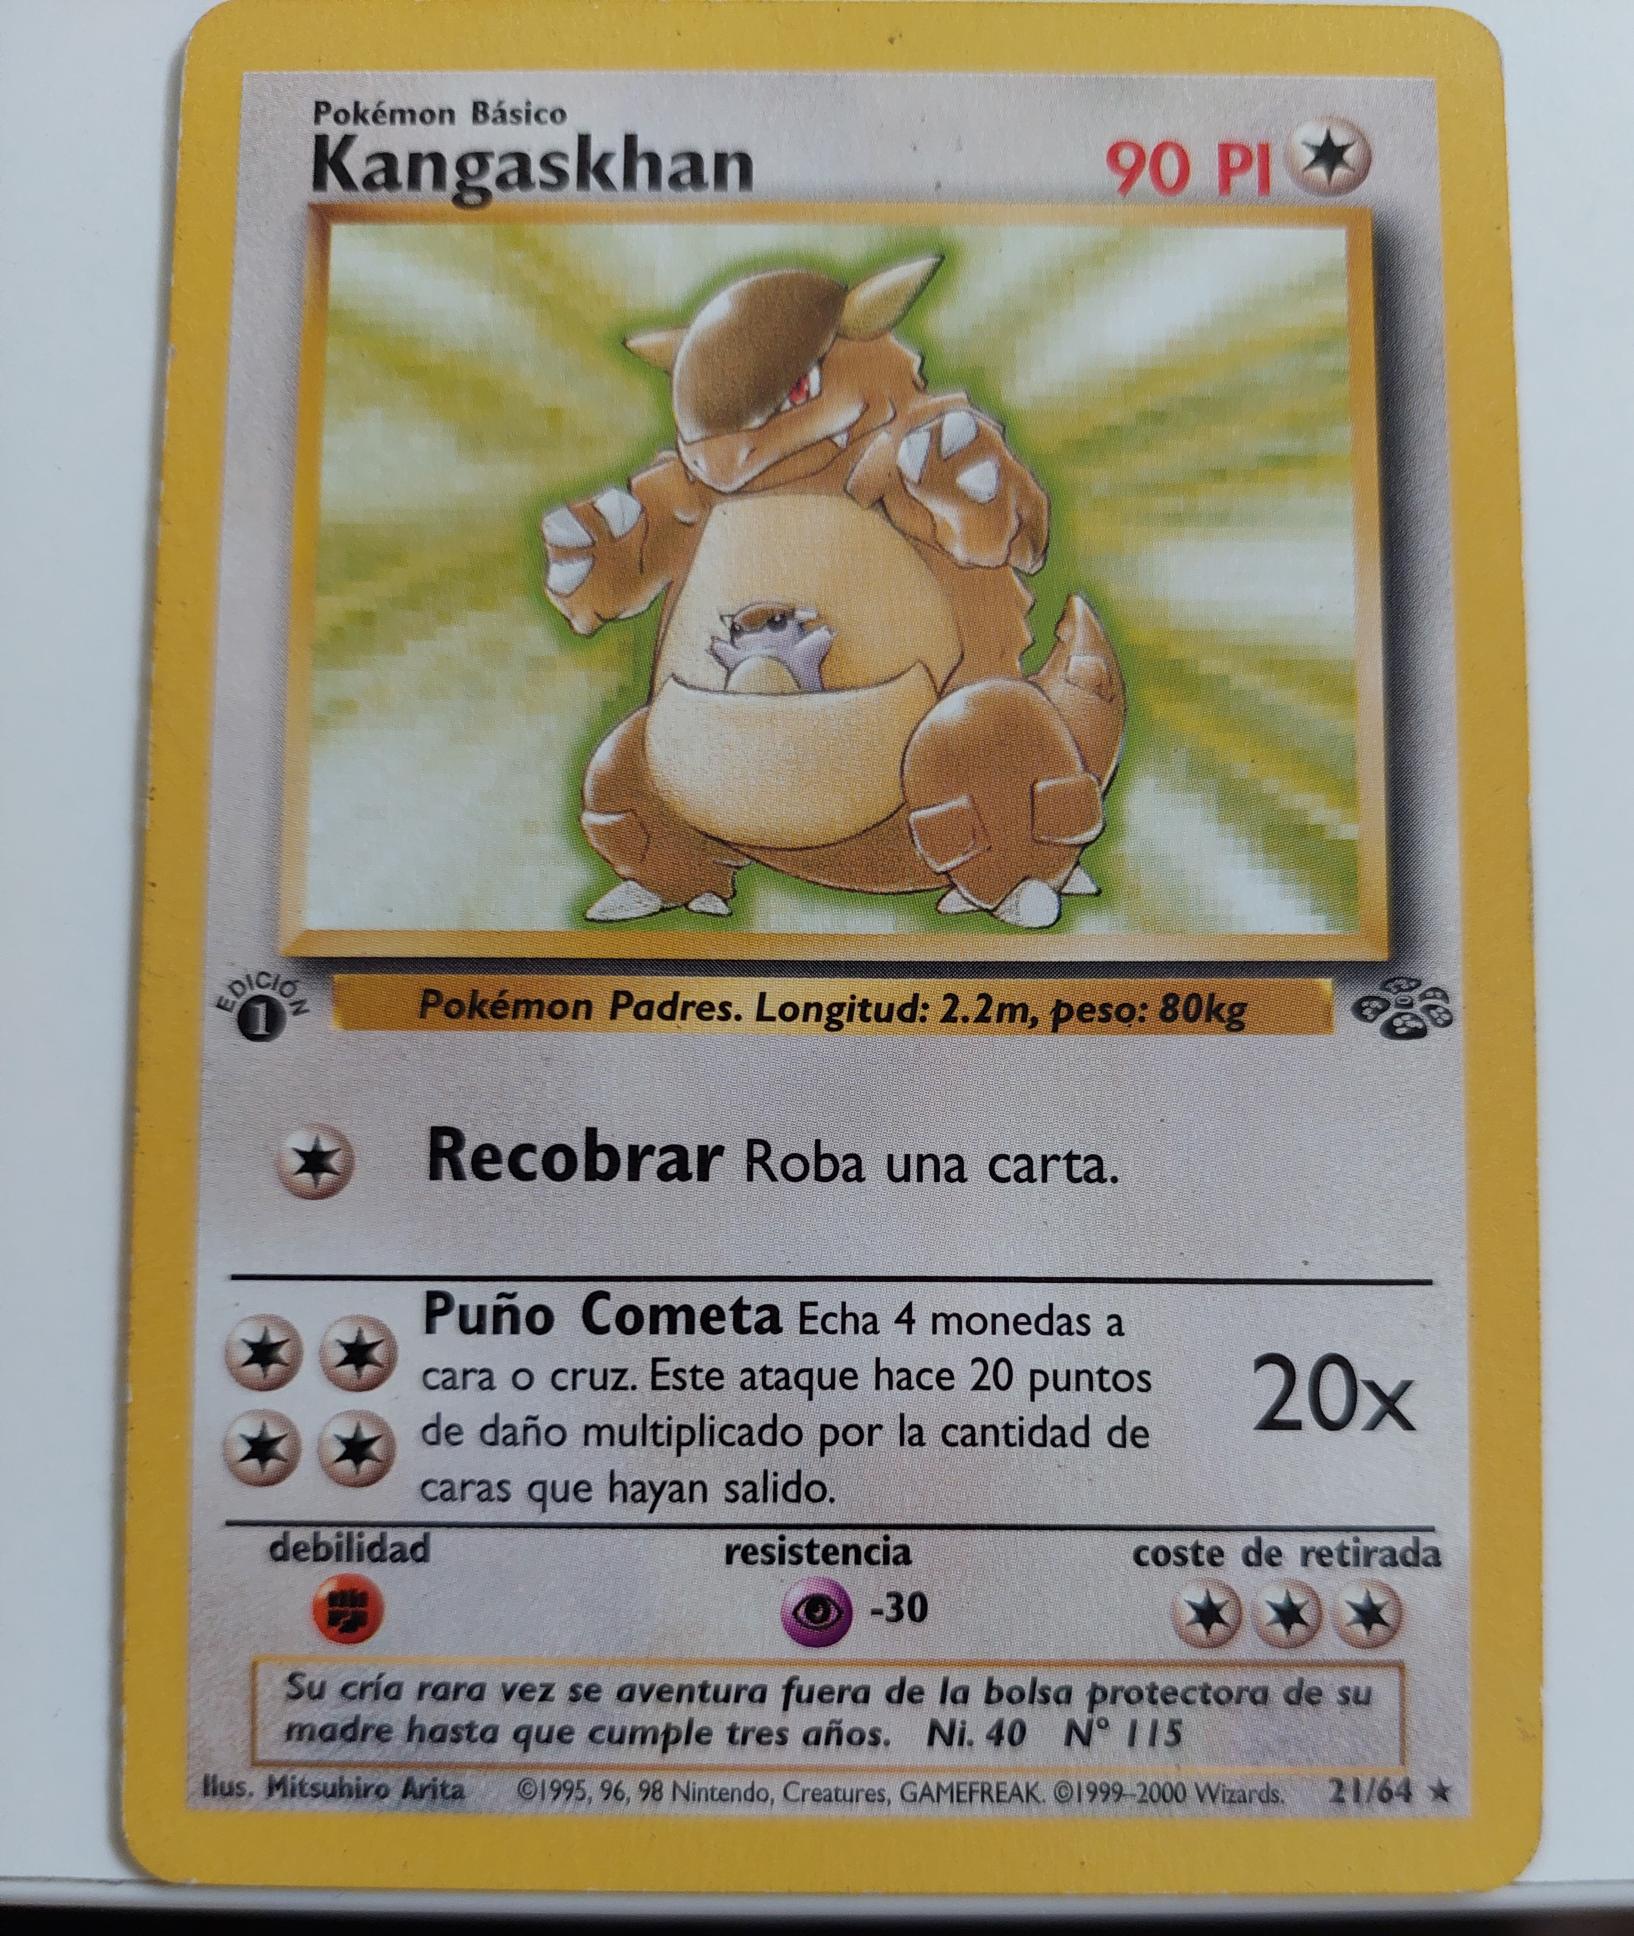 Pokémon Básico
Kangaskhan
90 PI
EDICIÓN
1
Pokémon Padres. Longitud: 2.2m, peso: 80kg
Recobrar Roba una carta.
Puño Cometa Echa 4 monedas a
cara o cruz. Este ataque hace 20 puntos
de daño multiplicado por la cantidad de
caras que hayan salido.
20x
debilidad
resistencia
coste de retirada
-30
Su cría rara vez se aventura fuera de la bolsa protectora de su
madre hasta que cumple tres años. Ni. 40 Nº 115
Ilus. Mitsuhiro Arita ©1995, 96, 98 Nintendo, Creatures, GAMEFREAK. ©1999-2000 Wizards. 21/64 ★